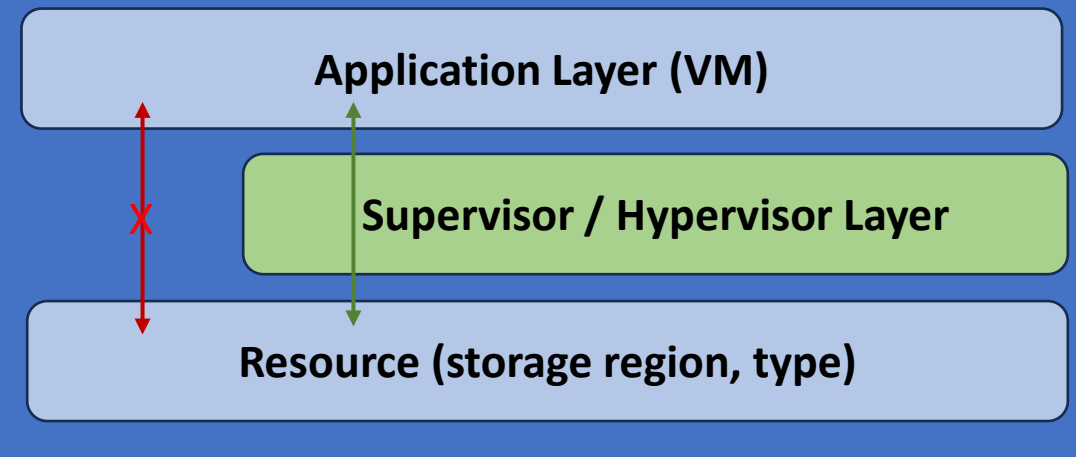 Application Layer (VM)
X
Supervisor / Hypervisor Layer
Resource (storage region, type)